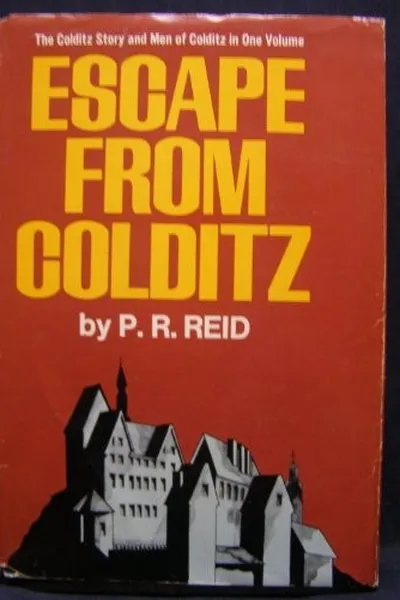 The Colditz Story and Men of Colditz in One Volume
ESCAPE
FROM
COLDITZ
by P. R. REID